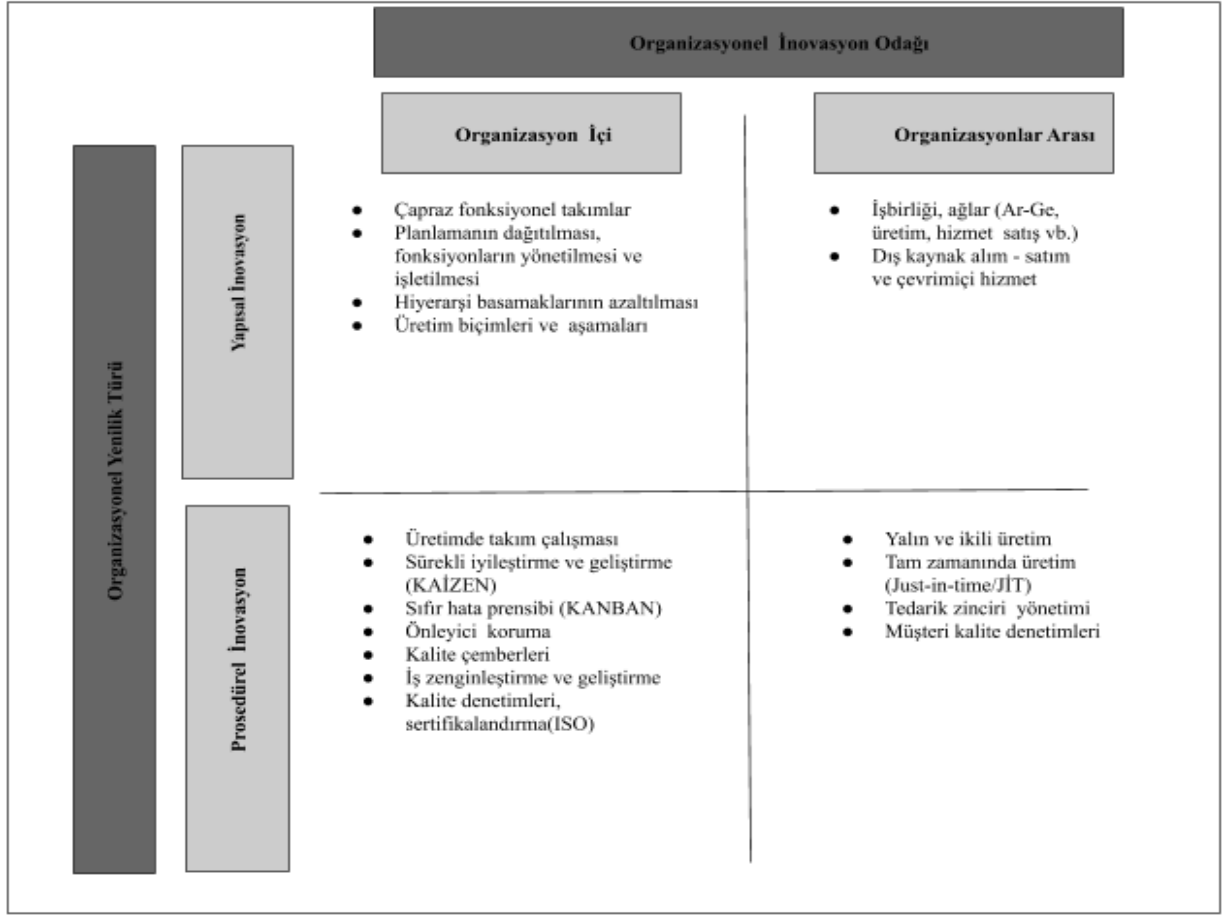 Organizasyonel İnovasyon Odağı
Organizasyon İçi
Organizasyonlar Arası
Organizasyonel Yenilik Türü
Yapısal İnovasyon
● Çapraz fonksiyonel takımlar
● Planlamanın dağıtılması,
fonksiyonların yönetilmesi ve
işletilmesi
● Hiyerarşi basamaklarının azaltılması
● Üretim biçimleri ve aşamaları
● İşbirliği, ağlar (Ar-Ge,
üretim, hizmet satış vb.)
● Dış kaynak alım - satım
ve çevrimiçi hizmet
Prosedürel İnovasyon
● Üretimde takım çalışması
● Sürekli iyileştirme ve geliştirme
(KAİZEN)
● Sıfır hata prensibi (KANBAN)
● Önleyici koruma
● Kalite çemberleri
● İş zenginleştirme ve geliştirme
● Kalite denetimleri,
sertifikalandırma(ISO)
● Yalın ve ikili üretim
● Tam zamanında üretim
(Just-in-time/JİT)
● Tedarik zinciri yönetimi
● Müşteri kalite denetimleri